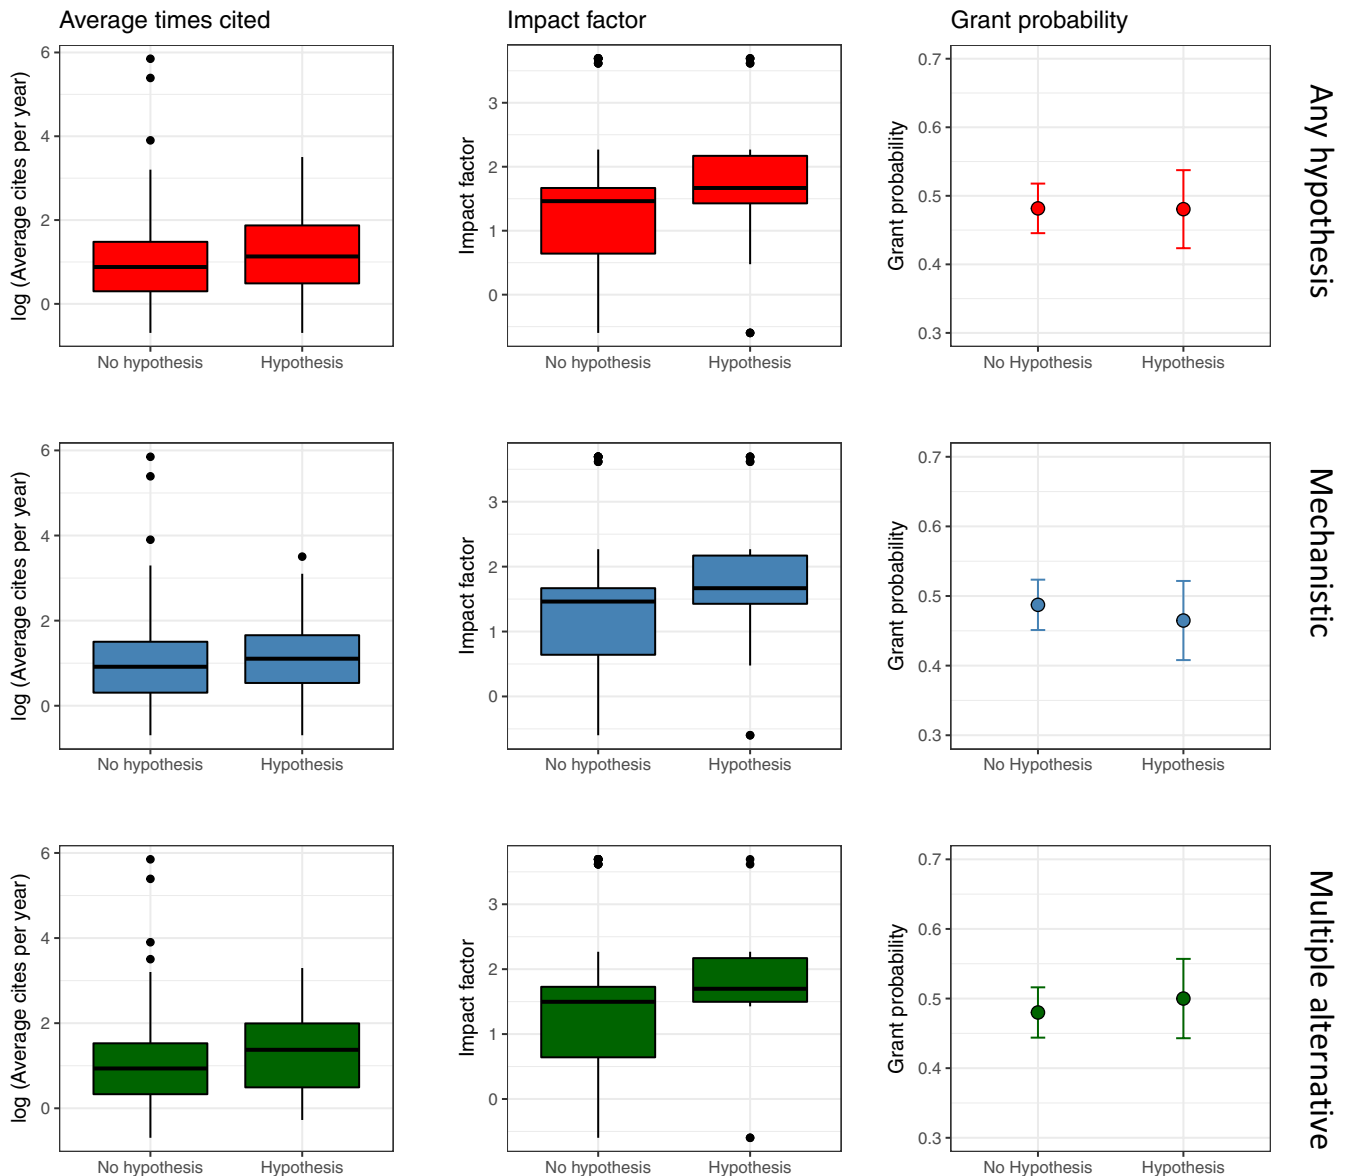 Average times cited
Impact factor
Grant probability
log (Average cites per year)
6
4
2
0
No hypothesis
Hypothesis
Impact factor
3
2
1
0
No hypothesis
Hypothesis
Grant probability
0.7
0.6
0.5
0.4
0.3
No Hypothesis
Hypothesis
Any hypothesis
log (Average cites per year)
6
4
2
0
No hypothesis
Hypothesis
Impact factor
3
2
1
0
No hypothesis
Hypothesis
Grant probability
0.7
0.6
0.5
0.4
0.3
No Hypothesis
Hypothesis
Mechanistic
log (Average cites per year)
6
4
2
0
No hypothesis
Hypothesis
Impact factor
3
2
1
0
No hypothesis
Hypothesis
Grant probability
0.7
0.6
0.5
0.4
0.3
No Hypothesis
Hypothesis
Multiple alternative